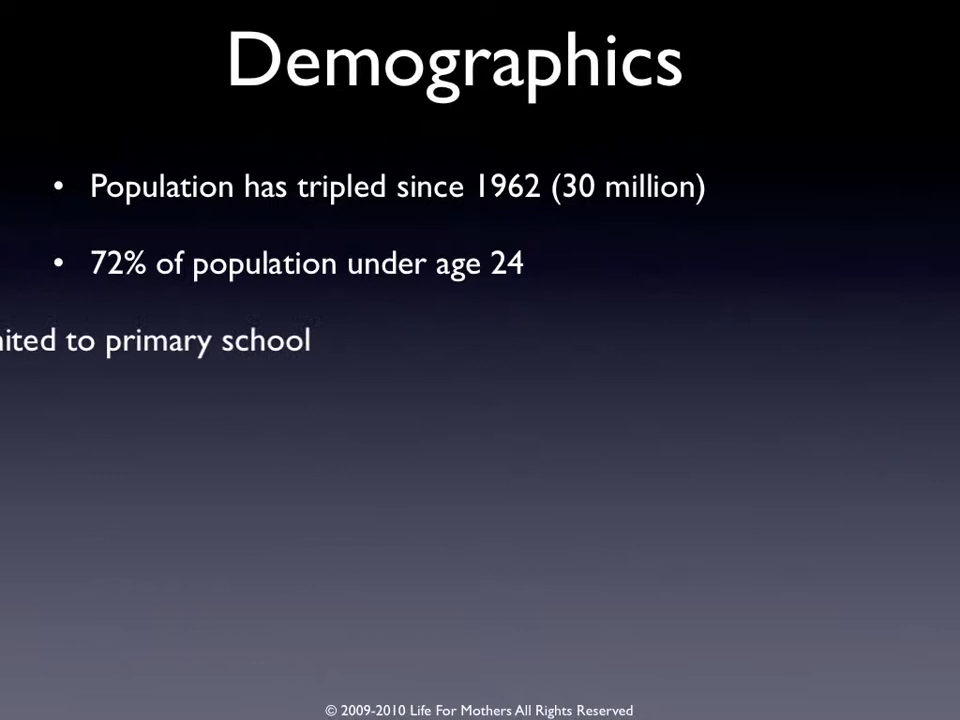 Demographics
• Population has tripled since 1962 (30 million)
• 72% of population under age 24
to primary school
© 2009-2010 Life For Mothers All Rights Reserved